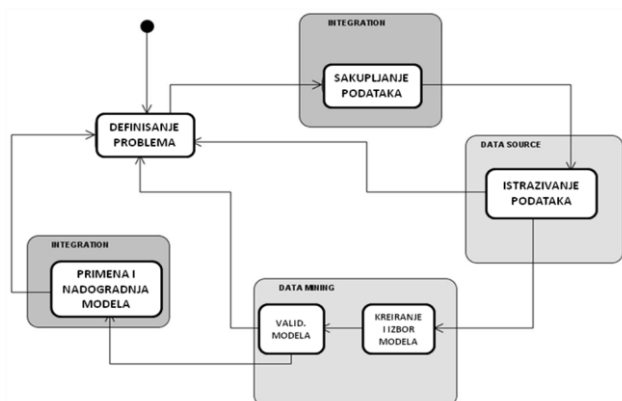 INTEGRATION
SAKUPLJANJE
PODATAKA
DEFINISANJE
PROBLEMA
DATA SOURCE
ISTRAZIVANJE
PODATAKA
INTEGRATION
PRIMENA I
NADOGRADNJA
MODELA
DATA MINING
VALID.
MODELA
KREIRANJE
I IZBOR
MODELA